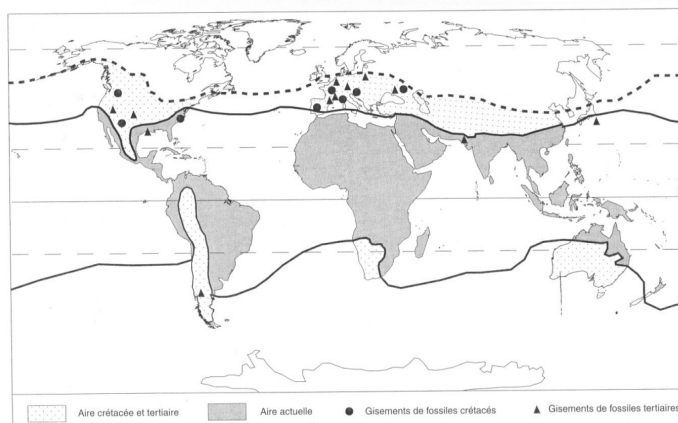 Aire crétacée et tertiaire
Aire actuelle
Gisements de fossiles crétacés
Gisements de fossiles tertiaires